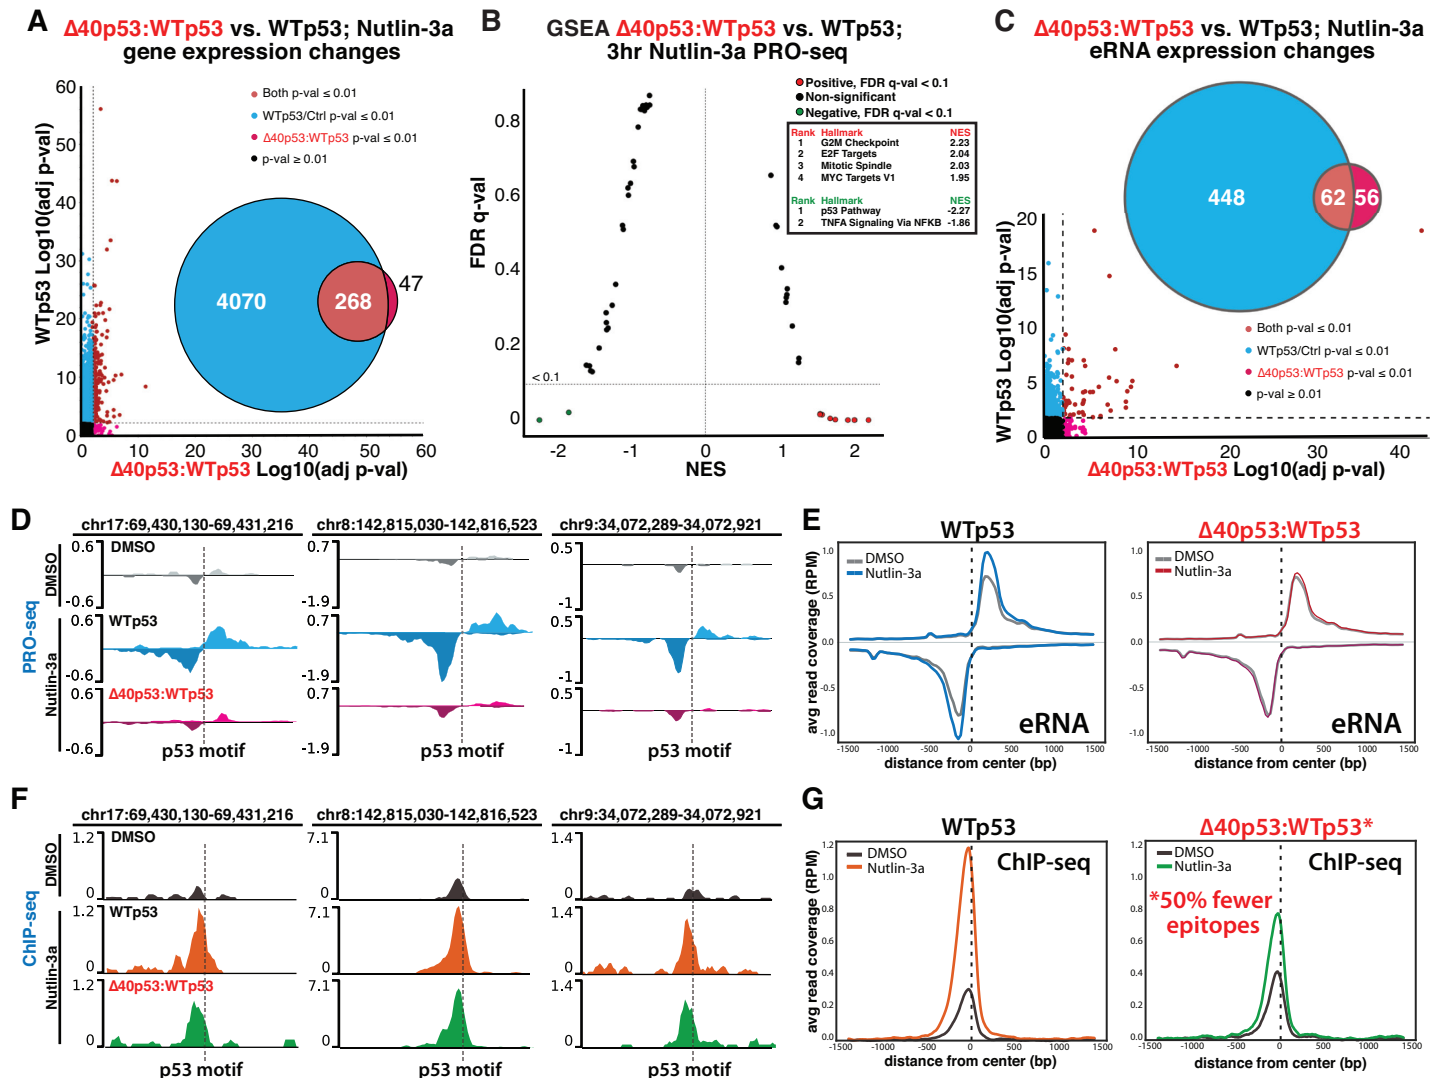 A
Δ40p53:WTp53 vs. WTp53; Nutlin-3a
gene expression changes
60
50
40
30
20
10
0
WTp53 Log10(adj p-val)
Both p-val ≤ 0.01
WTp53/Ctrl p-val ≤ 0.01
Δ40p53:WTp53 p-val ≤ 0.01
p-val ≥ 0.01
4070
268
47
0 10 20 30 40 50 60
Δ40p53:WTp53 Log10(adj p-val)
B
GSEA Δ40p53:WTp53 vs. WTp53;
3hr Nutlin-3a PRO-seq
Positive, FDR q-val < 0.1
Non-significant
Negative, FDR q-val < 0.1
Rank Hallmark NES
1 G2M Checkpoint 2.23
2 E2F Targets 2.04
3 Mitotic Spindle 2.03
4 MYC Targets V1 1.95
Rank Hallmark NES
1 p53 Pathway -2.27
2 TNFA Signaling Via NFKB -1.86
0.8
0.6
0.4
0.2
0
FDR q-val
< 0.1
-2 -1 0 1 2
NES
C
Δ40p53:WTp53 vs. WTp53; Nutlin-3a
eRNA expression changes
448
62
56
20
15
10
5
0
WTp53 Log10(adj p-val)
Both p-val ≤ 0.01
WTp53/Ctrl p-val ≤ 0.01
Δ40p53:WTp53 p-val ≤ 0.01
p-val ≥ 0.01
0 10 20 30 40
Δ40p53:WTp53 Log10(adj p-val)
D
chr17:69,430,130-69,431,216
chr8:142,815,030-142,816,523
chr9:34,072,289-34,072,921
PRO-seq
DMSO
Nutlin-3a
0.6
DMSO
-0.6
0.7
-1.9
0.5
-1
0.6
WTp53
-0.6
0.7
-1.9
0.5
-1
0.6
Δ40p53:WTp53
-0.6
0.7
-1.9
0.5
-1
p53 motif
p53 motif
p53 motif
E
WTp53
DMSO
Nutlin-3a
avg read coverage (RPM)
1.0
0.5
0.0
-0.5
-1.0
eRNA
-1500 -1000 -500 0 500 1000 1500
distance from center (bp)
Δ40p53:WTp53
DMSO
Nutlin-3a
1.0
0.5
0.0
-0.5
-1.0
eRNA
-1500 -1000 -500 0 500 1000 1500
distance from center (bp)
F
chr17:69,430,130-69,431,216
chr8:142,815,030-142,816,523
chr9:34,072,289-34,072,921
ChIP-seq
DMSO
Nutlin-3a
1.2
DMSO
0
7.1
0
1.4
0
1.2
WTp53
0
7.1
0
1.4
0
1.2
Δ40p53:WTp53
0
7.1
0
1.4
0
p53 motif
p53 motif
p53 motif
G
WTp53
DMSO
Nutlin-3a
ChIP-seq
avg read coverage (RPM)
1.2
1.0
0.8
0.6
0.4
0.2
0.0
-1500 -1000 -500 0 500 1000 1500
distance from center (bp)
Δ40p53:WTp53*
DMSO
Nutlin-3a
ChIP-seq
*50% fewer
epitopes
1.2
1.0
0.8
0.6
0.4
0.2
0.0
-1500 -1000 -500 0 500 1000 1500
distance from center (bp)